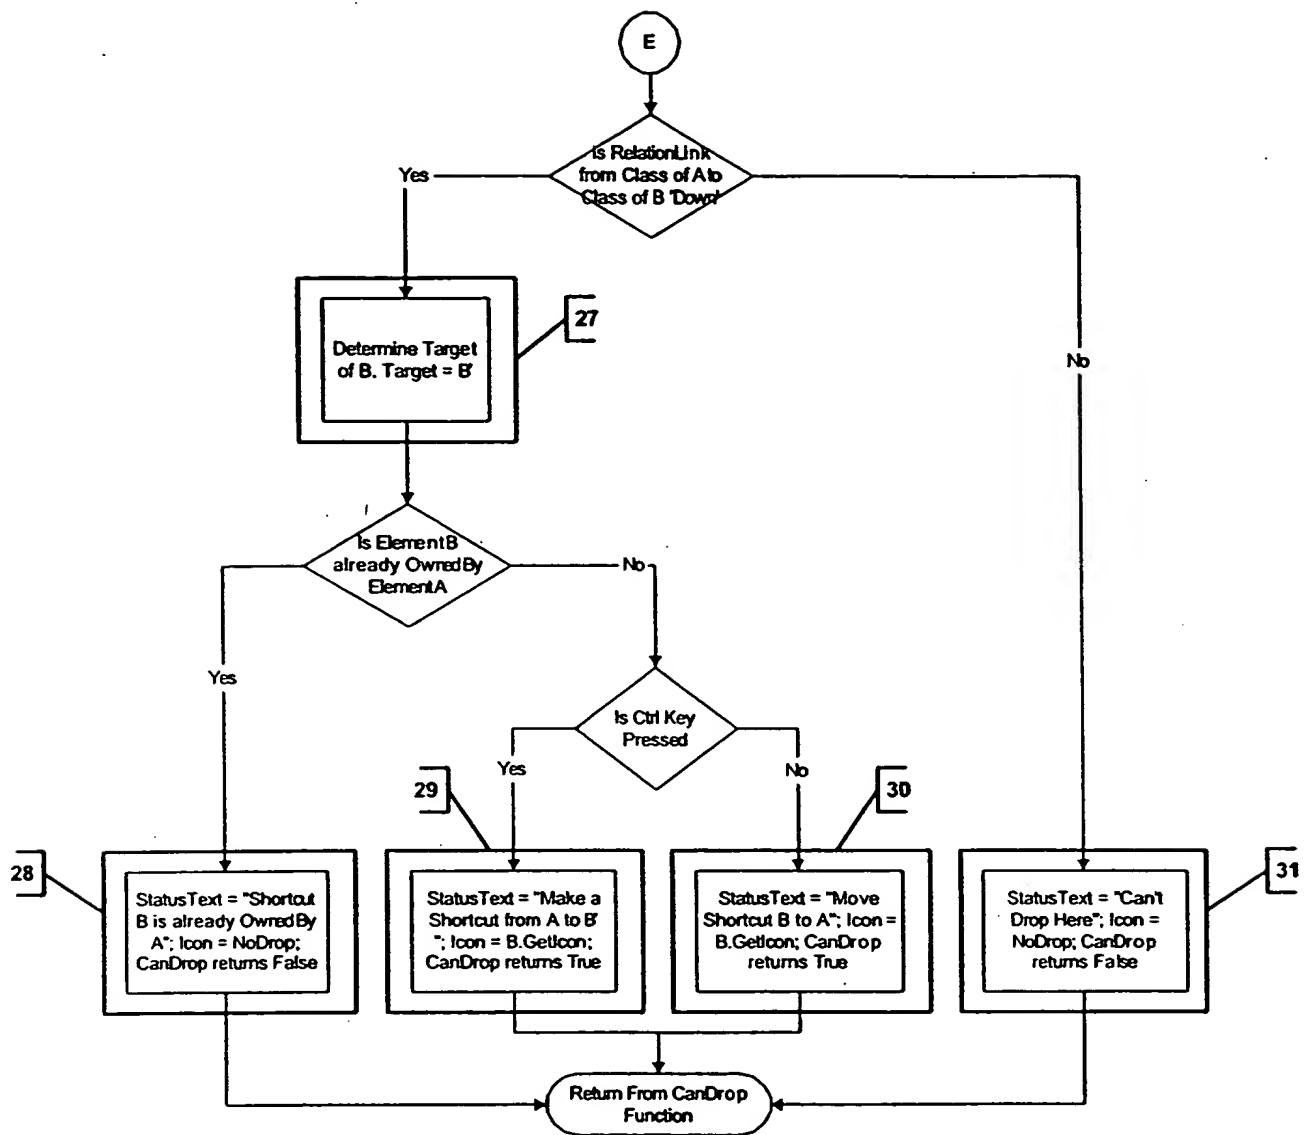 E
Is RelationLink
from Class of A to
Class of B 'Down'
Yes
No
27
Determine Target
of B. Target = B'
Is Element B
already OwnedBy
Element A
Yes
No
Is Ctrl Key
Pressed
Yes
No
28
29
30
31
StatusText = "Shortcut
B is already OwnedBy
A"; Icon = NoDrop;
CanDrop returns False
StatusText = "Make a
Shortcut from A to B'
"; Icon = B.GetIcon;
CanDrop returns True
StatusText = "Move
Shortcut B to A"; Icon =
B.GetIcon; CanDrop
returns True
StatusText = "Can't
Drop Here"; Icon =
NoDrop; CanDrop
returns False
Return From CanDrop
Function